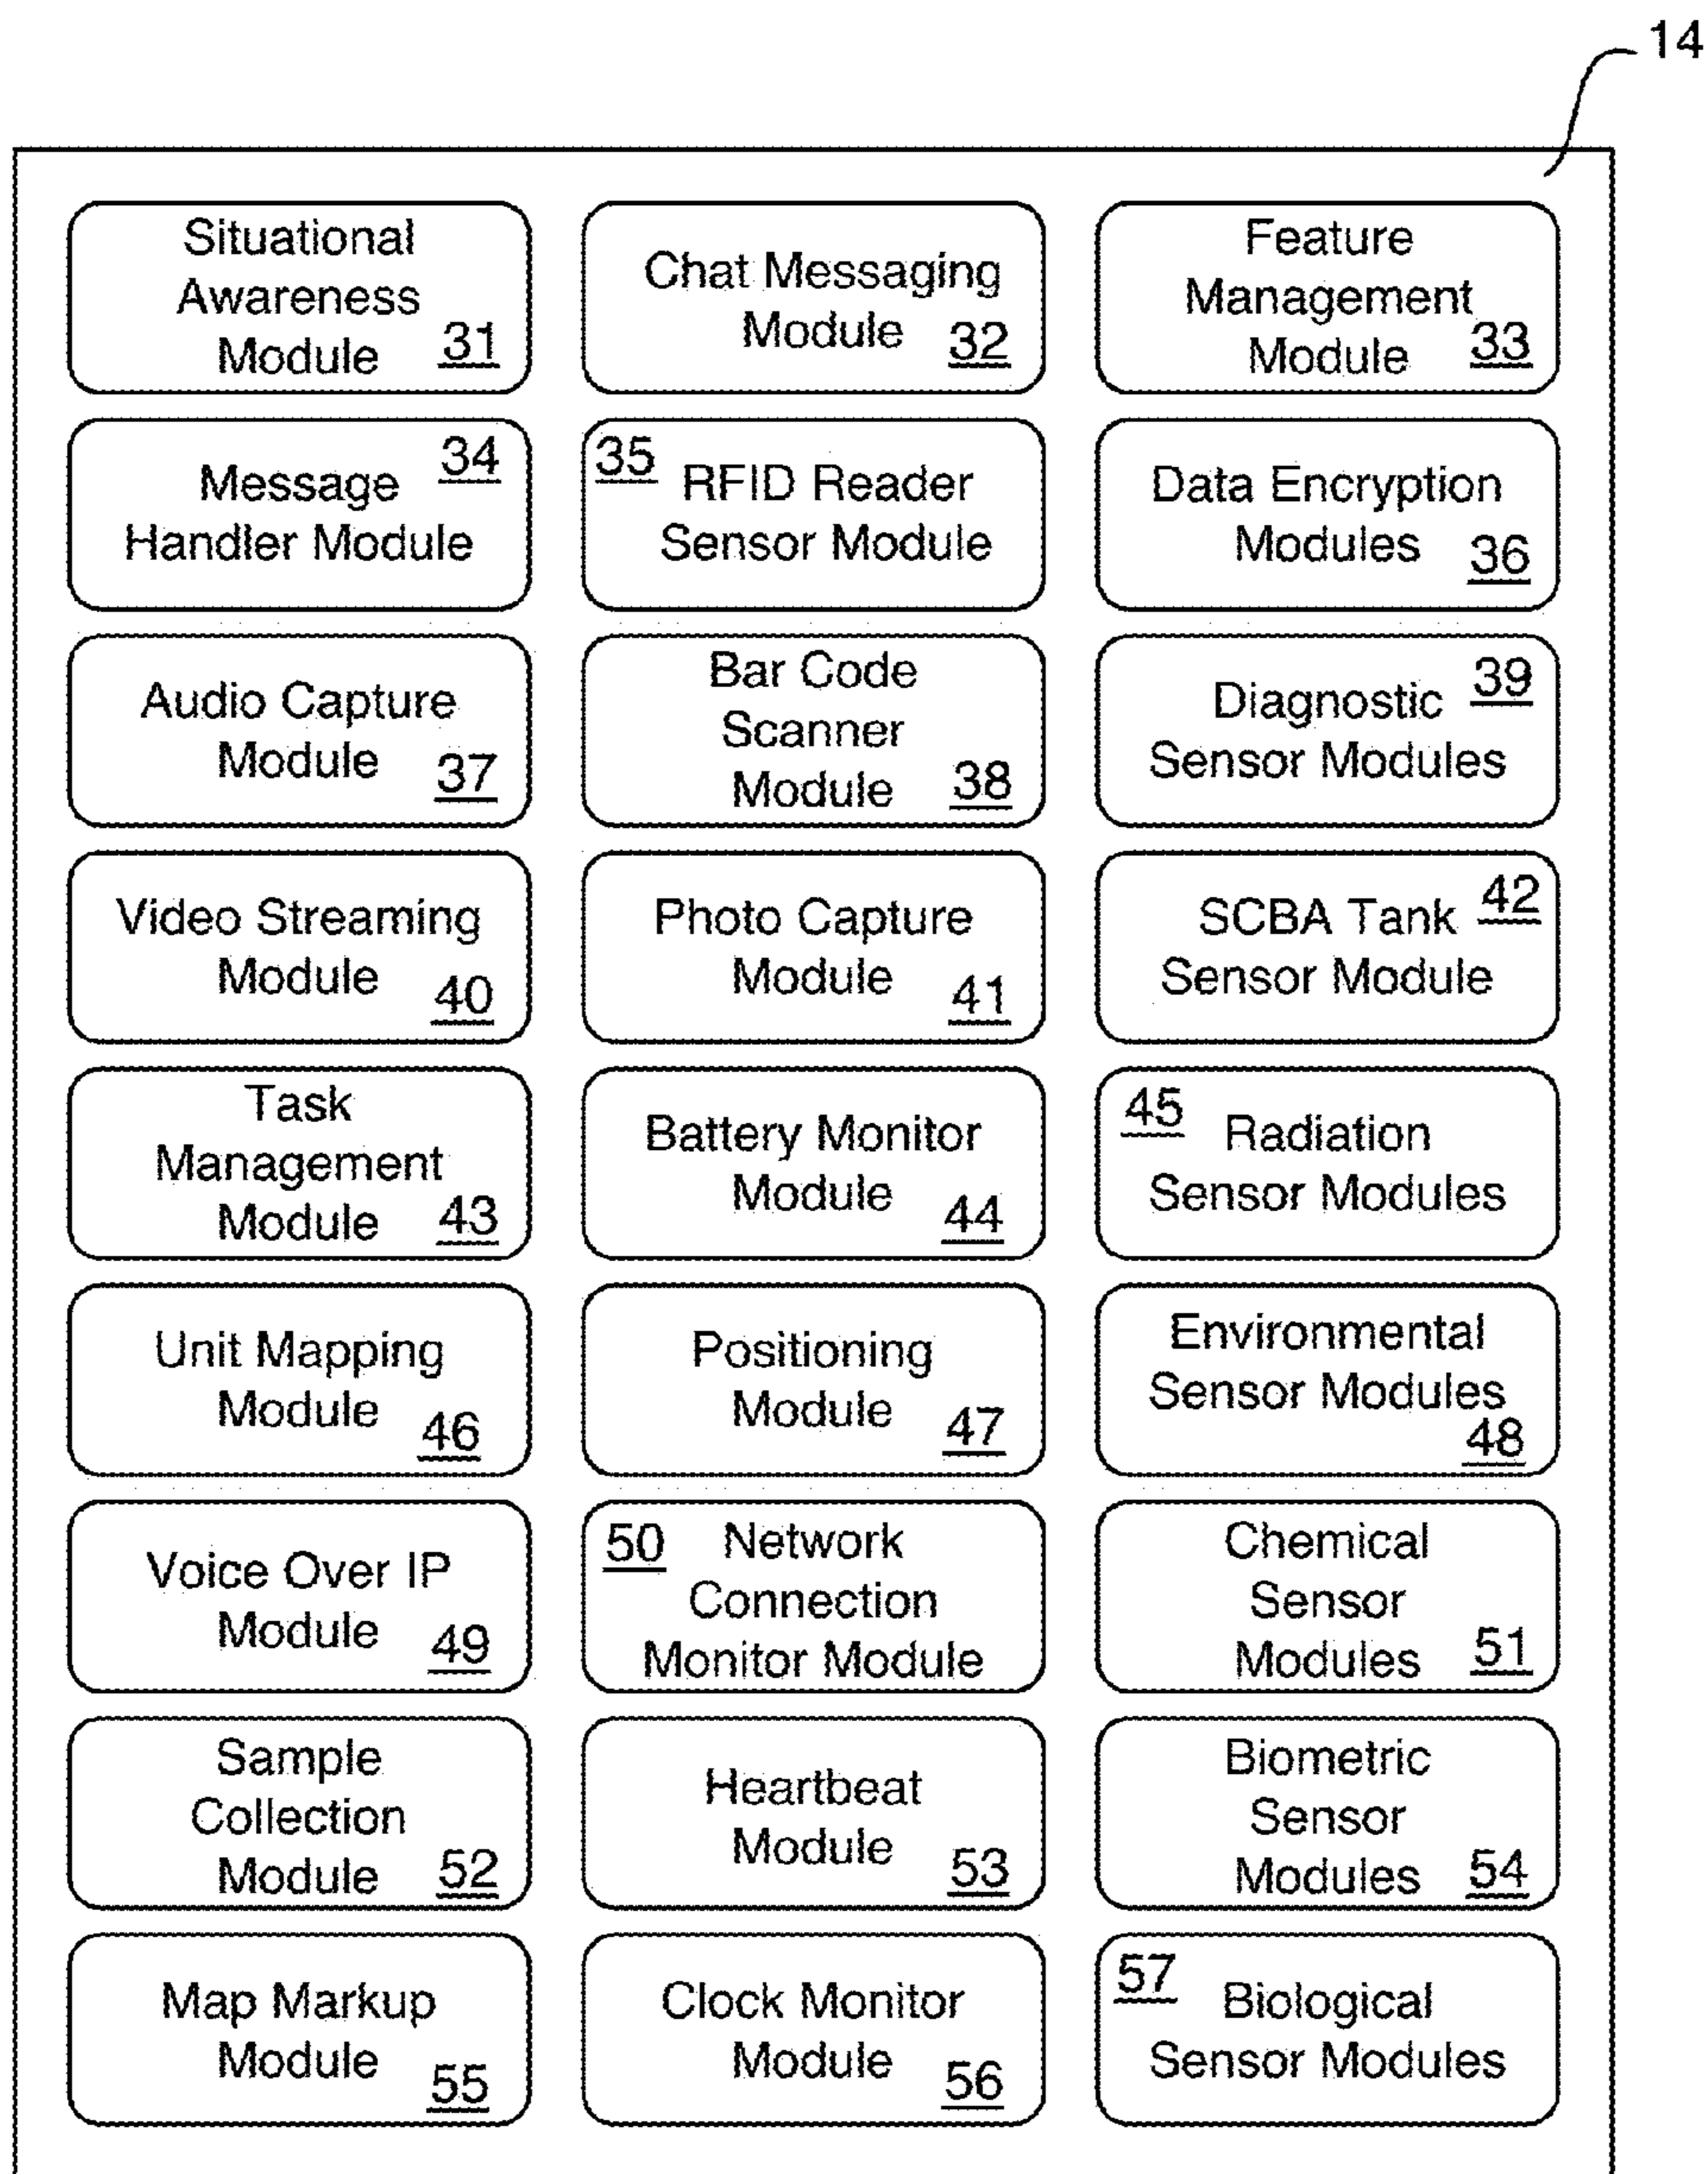 14
Situational
Awareness
Module 31
Chat Messaging
Module 32
Feature
Management
Module 33
Message 34
Handler Module
35 RFID Reader
Sensor Module
Data Encryption
Modules 36
Audio Capture
Module 37
Bar Code
Scanner
Module 38
Diagnostic 39
Sensor Modules
Video Streaming
Module 40
Photo Capture
Module 41
SCBA Tank 42
Sensor Module
Task
Management
Module 43
Battery Monitor
Module 44
45 Radiation
Sensor Modules
Unit Mapping
Module 46
Positioning
Module 47
Environmental
Sensor Modules
48
Voice Over IP
Module 49
50 Network
Connection
Monitor Module
Chemical
Sensor
Modules 51
Sample
Collection
Module 52
Heartbeat
Module 53
Biometric
Sensor
Modules 54
Map Markup
Module 55
Clock Monitor
Module 56
57 Biological
Sensor Modules